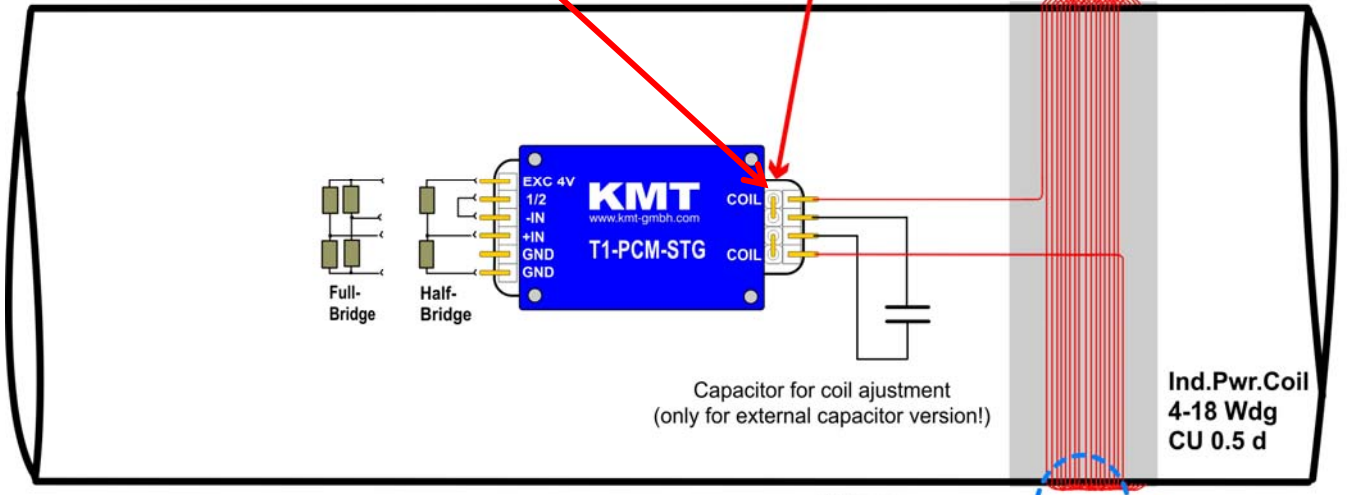 EXC 4V
1/2
-IN
+IN
GND
GND
KMT
www.kmt-gmbh.com
T1-PCM-STG
COIL
COIL
Full-
Bridge
Half-
Bridge
Capacitor for coil ajustment
(only for external capacitor version!)
Ind.Pwr.Coil
4-18 Wdg
CU 0.5 d